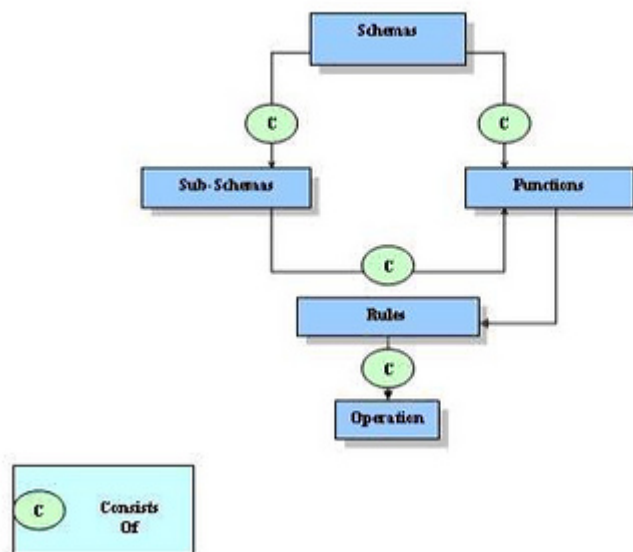 Schemas
C
C
Sub-Schemas
Functions
C
Rules
C
Operation
C
Consists
Of